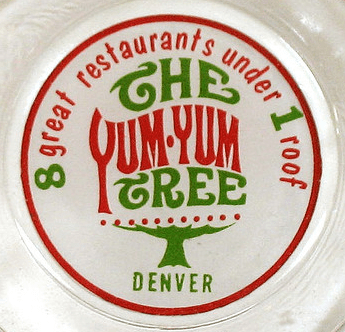 8 great restaurants under 1 roof
THE
YUM·YUM
TREE
DENVER